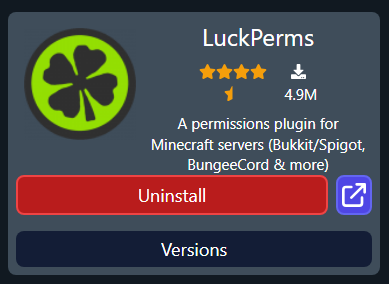 LuckPerms
4.9M
A permissions plugin for
Minecraft servers (Bukkit/Spigot,
BungeeCord & more)
Uninstall
Versions